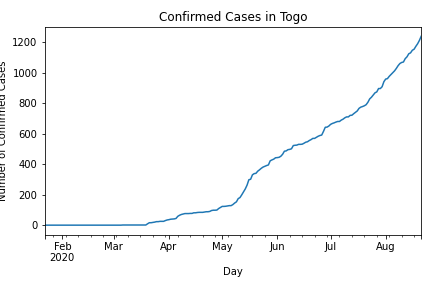 Confirmed Cases in Togo
Number of Confirmed Cases
1200
1000
800
600
400
200
0
Feb Mar Apr May Jun Jul Aug
2020
Day